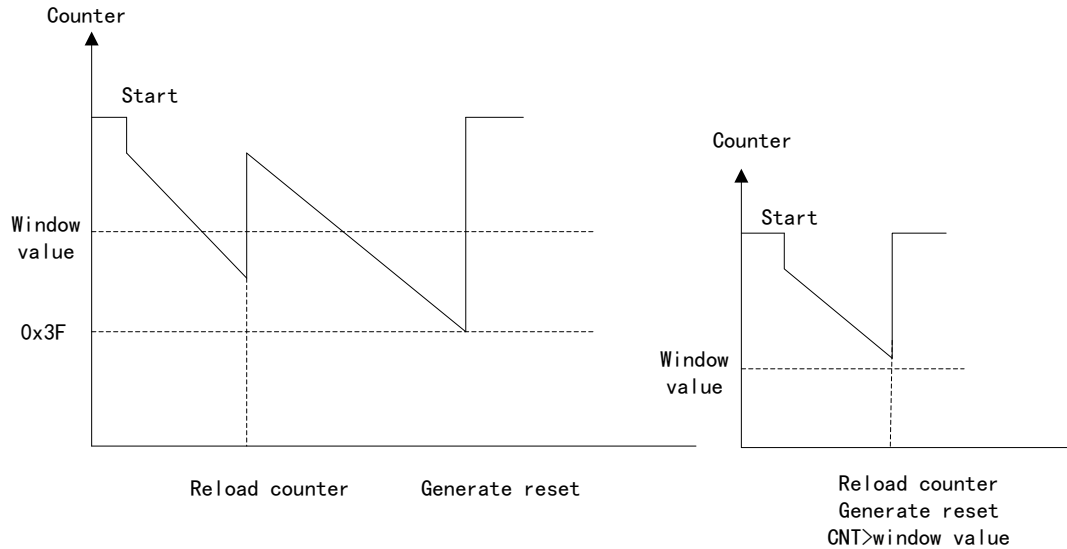 Counter
Start
Window
value
0x3F
Reload counter
Generate reset
Counter
Start
Window
value
Reload counter
Generate reset
CNT>window value